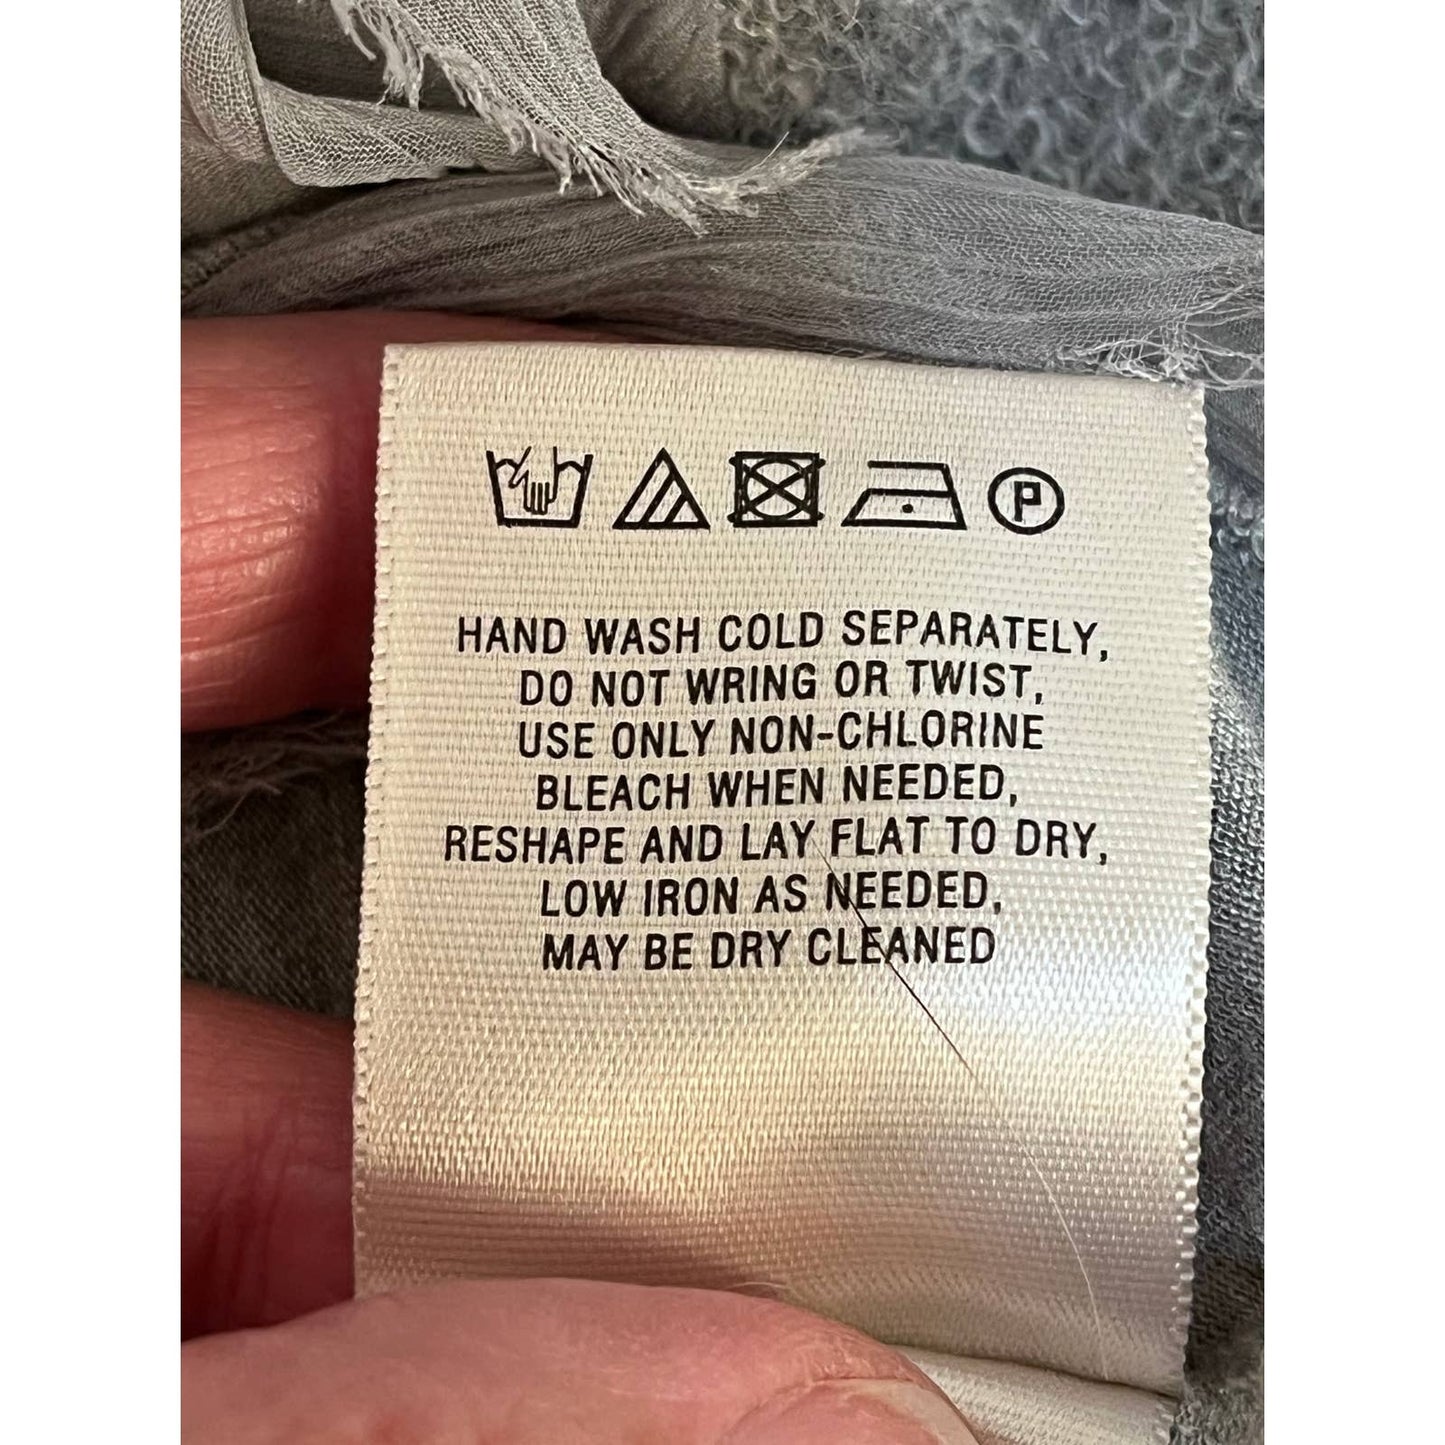 P
HAND WASH COLD SEPARATELY,
DO NOT WRING OR TWIST,
USE ONLY NON-CHLORINE
BLEACH WHEN NEEDED,
RESHAPE AND LAY FLAT TO DRY,
LOW IRON AS NEEDED,
MAY BE DRY CLEANED